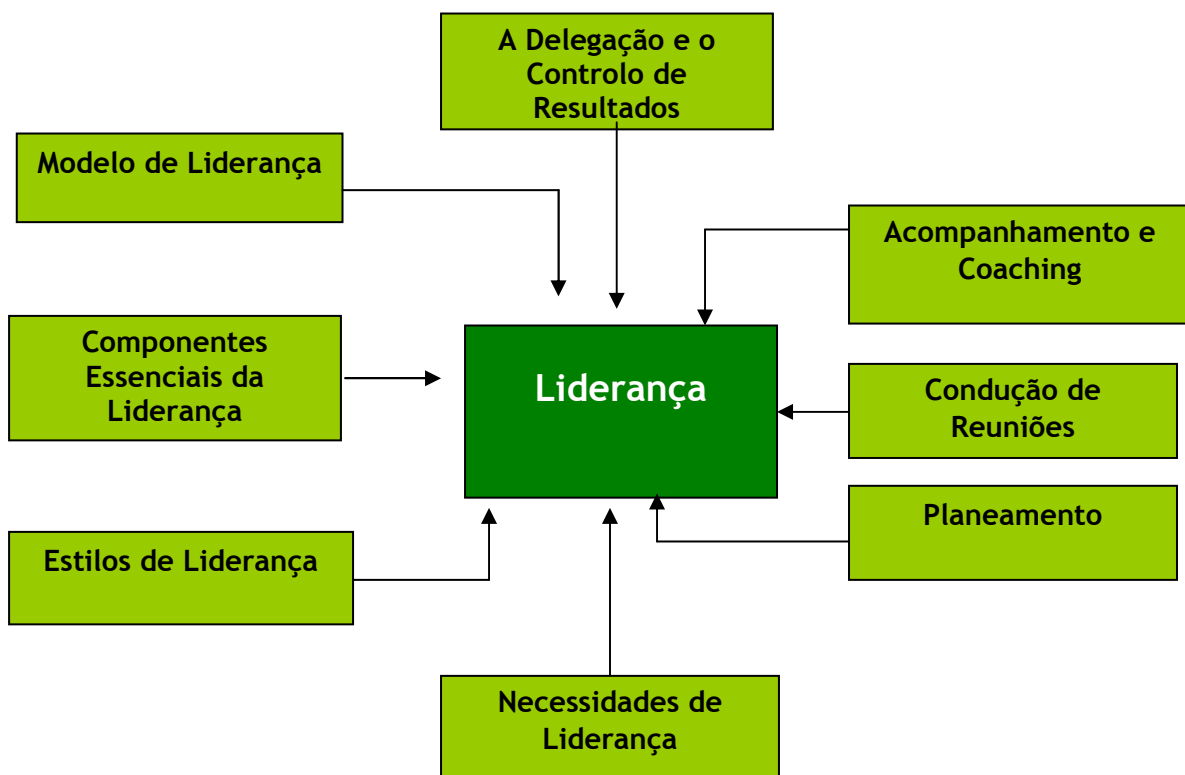 A Delegação e o
Controlo de
Resultados
Modelo de Liderança
Acompanhamento e
Coaching
Componentes
Essenciais da
Liderança
Liderança
Condução de
Reuniões
Planeamento
Estilos de Liderança
Necessidades de
Liderança